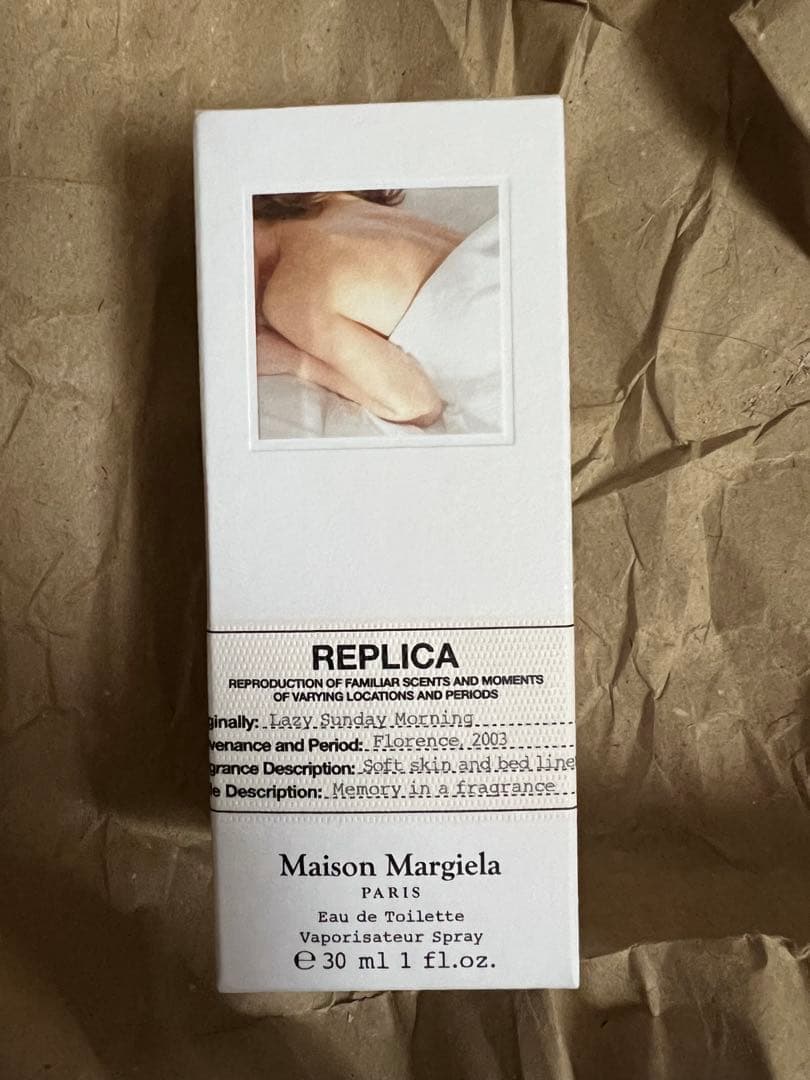 REPLICA
REPRODUCTION OF FAMILIAR SCENTS AND MOMENTS
OF VARYING LOCATIONS AND PERIODS
ginally: Lazy Sunday Morning
venance and Period: Florence, 2003
grance Description: Soft skin and bed line
e Description: Memory in a fragrance
Maison Margiela
PARIS
Eau de Toilette
Vaporisateur Spray
℮ 30 ml 1 fl.oz.